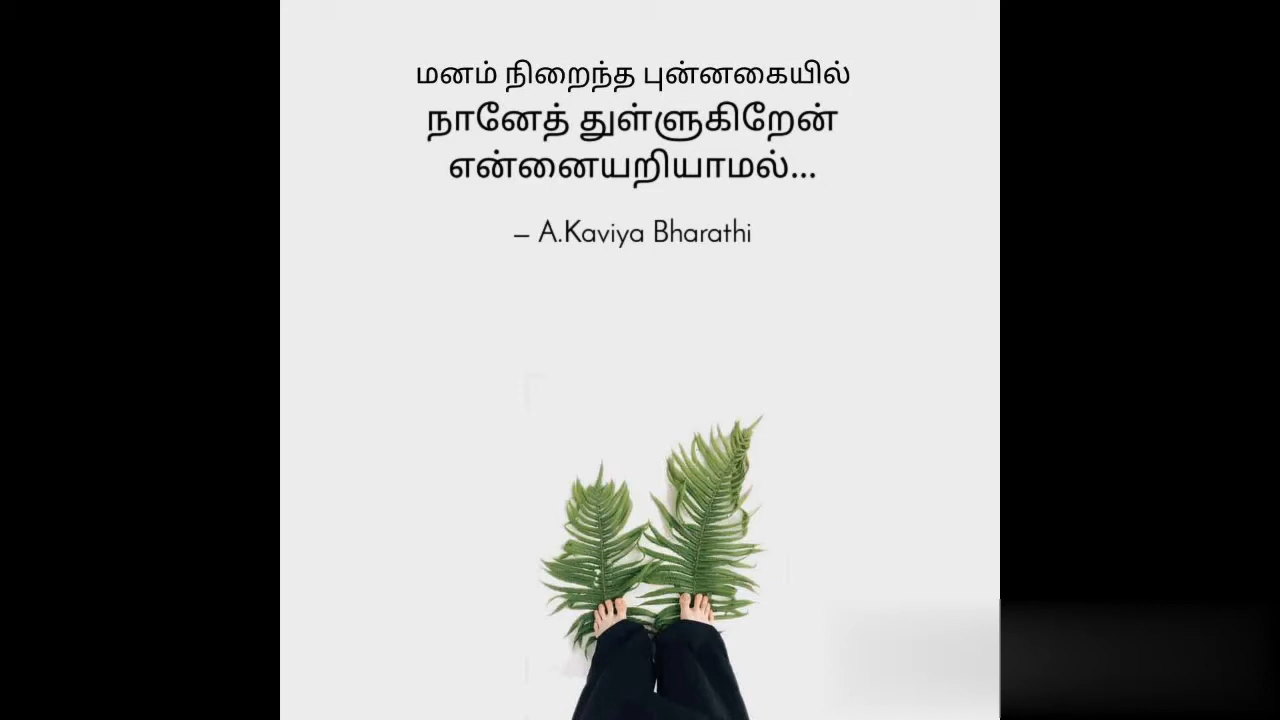 மனம் நிறைந்த புன்னகையில்
நானேத் துள்ளுகிறேன்
என்னையறியாமல்...
– A.Kaviya Bharathi